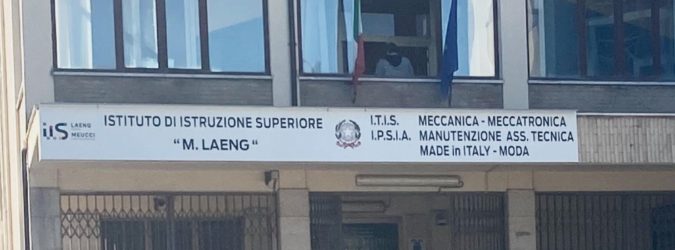 IIS LAENG MEUCCI
ISTITUTO DI ISTRUZIONE SUPERIORE
"M. LAENG"
I.T.I.S. MECCANICA - MECCATRONICA
I.P.S.I.A. MANUTENZIONE ASS. TECNICA
MADE in ITALY - MODA